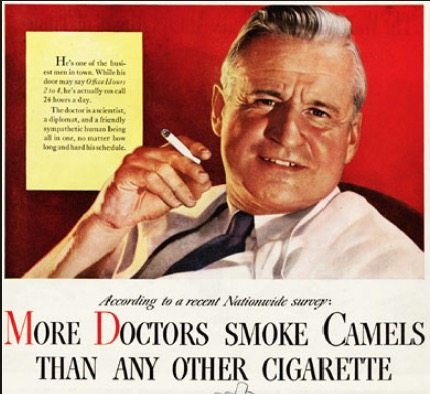 He's one of the busi-
est men in town. While his
door may say Office Hours
2 to 4, he's actually on call
24 hours a day.
The doctor is a scientist,
a diplomat, and a friendly
sympathetic human being
all in one, no matter how
long and hard his schedule.
According to a recent Nationwide survey:
MORE DOCTORS SMOKE CAMELS
THAN ANY OTHER CIGARETTE